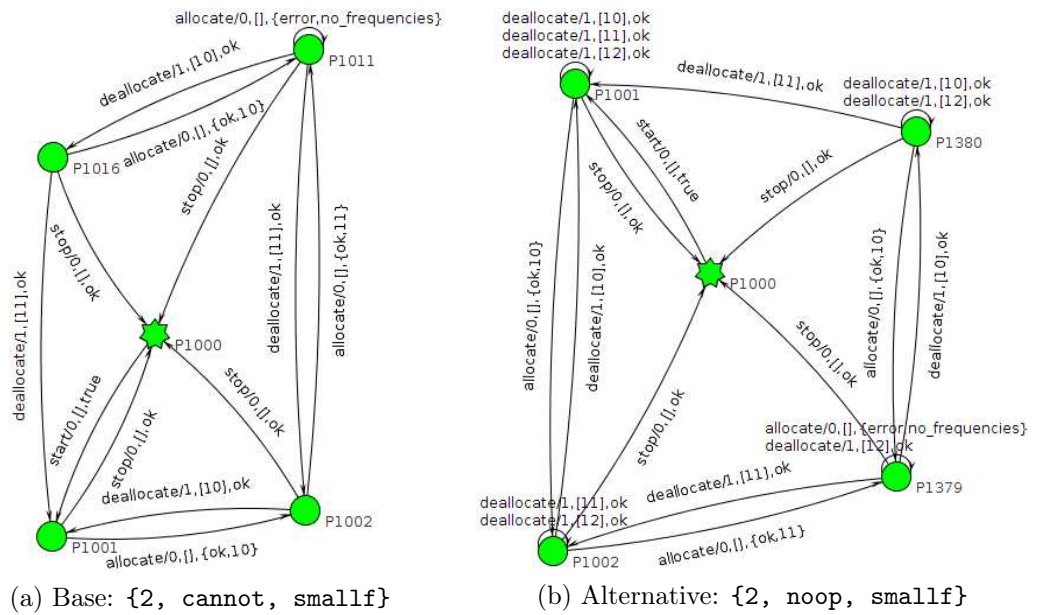 allocate/0,[],{error,no_frequencies}
P1011
deallocate/1,[10],ok
allocate/0,[],{ok,10}
P1016
stop/0,[],ok
stop/0,[],ok
deallocate/1,[11],ok
allocate/0,[],{ok,11}
deallocate/1,[11],ok
P1000
start/0,[],true
stop/0,[],ok
stop/0,[],ok
deallocate/1,[10],ok
P1002
P1001
allocate/0,[],{ok,10}
(a) Base: {2, cannot, smallf}
deallocate/1,[10],ok
deallocate/1,[11],ok
deallocate/1,[12],ok
P1001
deallocate/1,[11],ok
deallocate/1,[10],ok
deallocate/1,[12],ok
P1380
start/0,[],true
stop/0,[],ok
stop/0,[],ok
allocate/0,[],{ok,10}
deallocate/1,[10],ok
P1000
allocate/0,[],{ok,10}
deallocate/1,[10],ok
stop/0,[],ok
stop/0,[],ok
allocate/0,[],{error,no_frequencies}
deallocate/1,[12],ok
P1379
deallocate/1,[11],ok
deallocate/1,[11],ok
deallocate/1,[12],ok
P1002
allocate/0,[],{ok,11}
(b) Alternative: {2, noop, smallf}